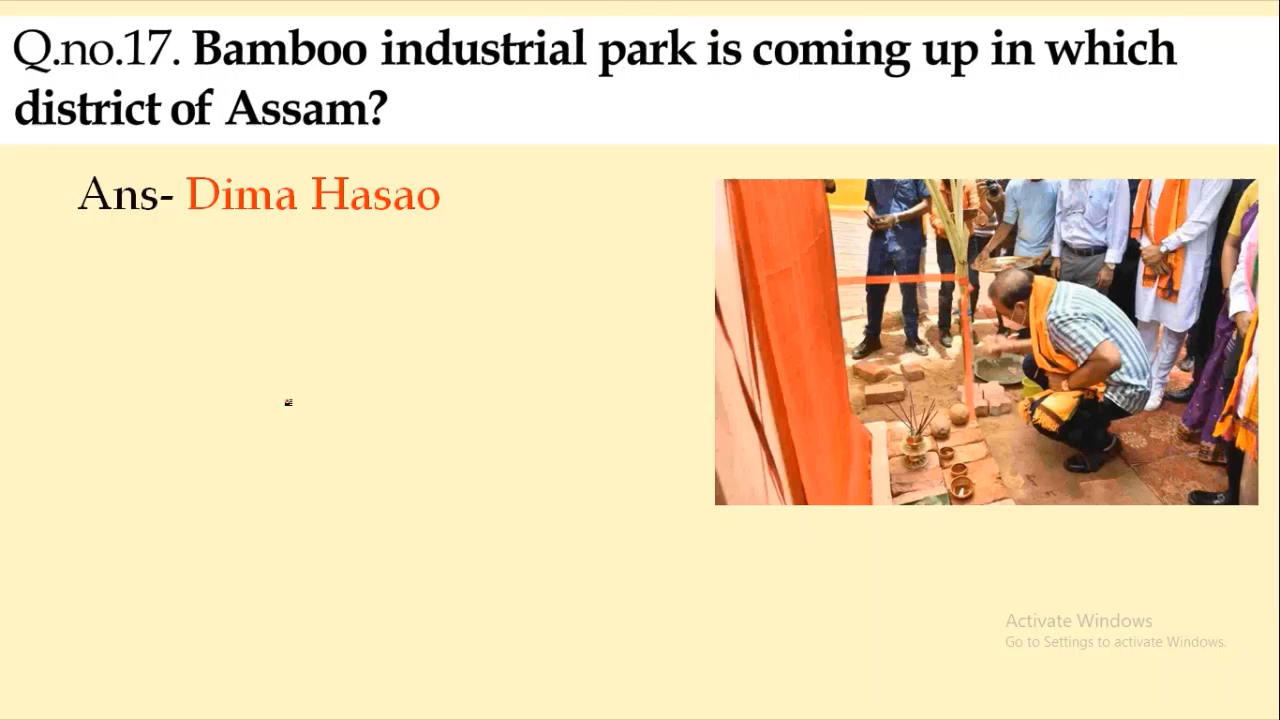 Q.no.17. Bamboo industrial park is coming up in which
district of Assam?
Ans- Dima Hasao
Activate Windows
Go to Settings to activate Windows.